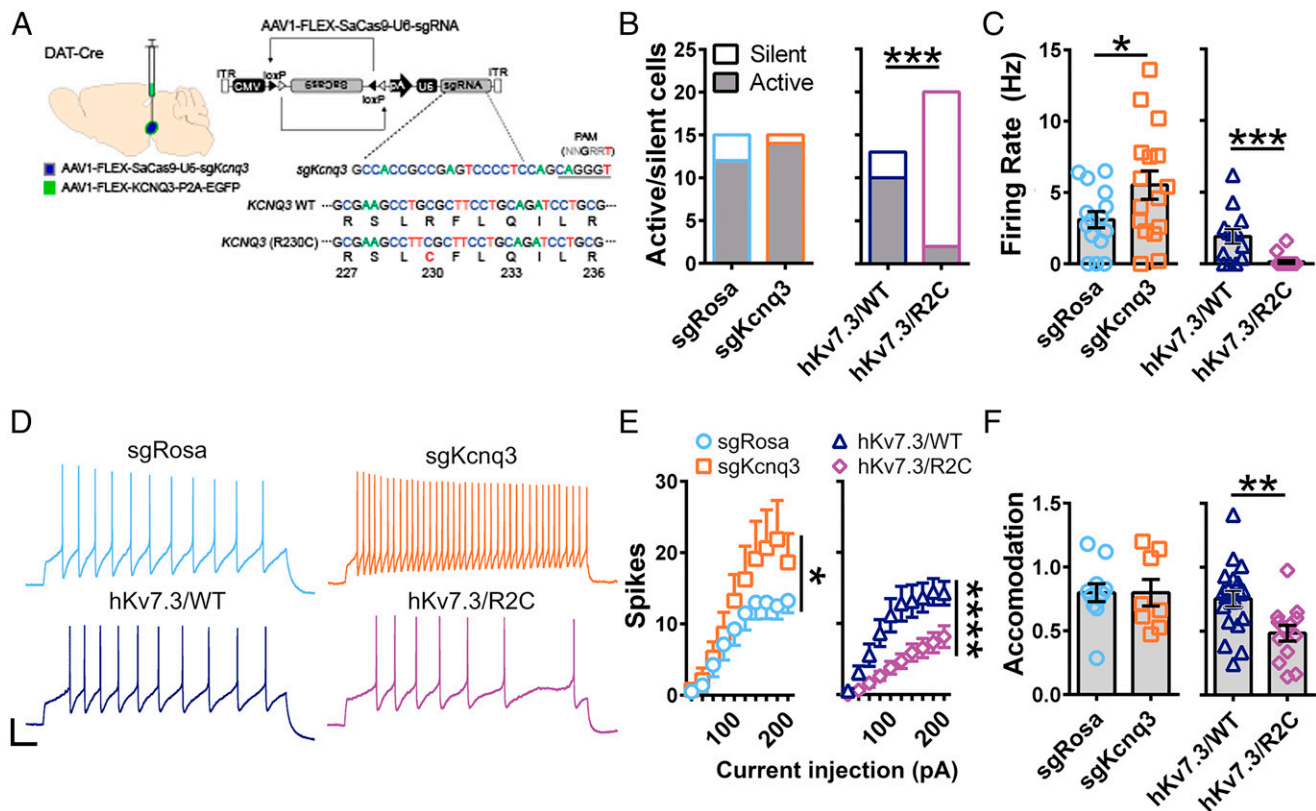 A
AAV1-FLEX-SaCas9-U6-sgRNA
DAT-Cre
ITR
CMV
loxP
SaCas9
loxP
pA
U6
sgRNA
ITR
AAV1-FLEX-SaCas9-U6-sgKcnq3
AAV1-FLEX-KCNQ3-P2A-EGFP
PAM
(NNGRRT)
sgKcnq3 GCCACCGCCGAGTCCCCTCCAGCAGGGT
KCNQ3 WT ···GCGAAGCCTGCGCTTCCTGCAGATCCTGCG···
R S L R F L Q I L R
KCNQ3 (R230C) ···GCGAAGCCTTCGCTTCCTGCAGATCCTGCG···
R S L C F L Q I L R
227 230 233 236
B
Active/silent cells
25
20
15
10
5
0
Silent
Active
***
sgRosa
sgKcnq3
hKv7.3/WT
hKv7.3/R2C
C
Firing Rate (Hz)
15
10
5
0
*
***
sgRosa
sgKcnq3
hKv7.3/WT
hKv7.3/R2C
D
sgRosa
sgKcnq3
hKv7.3/WT
hKv7.3/R2C
E
sgRosa
sgKcnq3
hKv7.3/WT
hKv7.3/R2C
Spikes
30
20
10
0
*
****
100
200
100
200
Current injection (pA)
F
Accomodation
1.5
1.0
0.5
0.0
**
sgRosa
sgKcnq3
hKv7.3/WT
hKv7.3/R2C